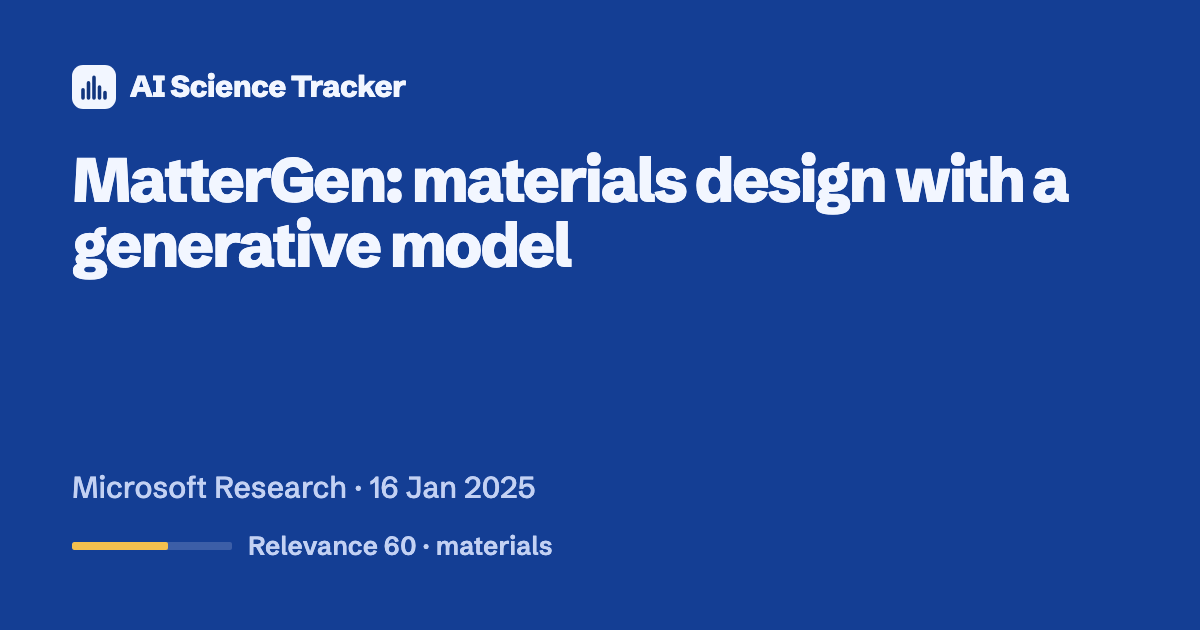 AI Science Tracker
MatterGen: materials design with a
generative model
Microsoft Research · 16 Jan 2025
Relevance 60 · materials